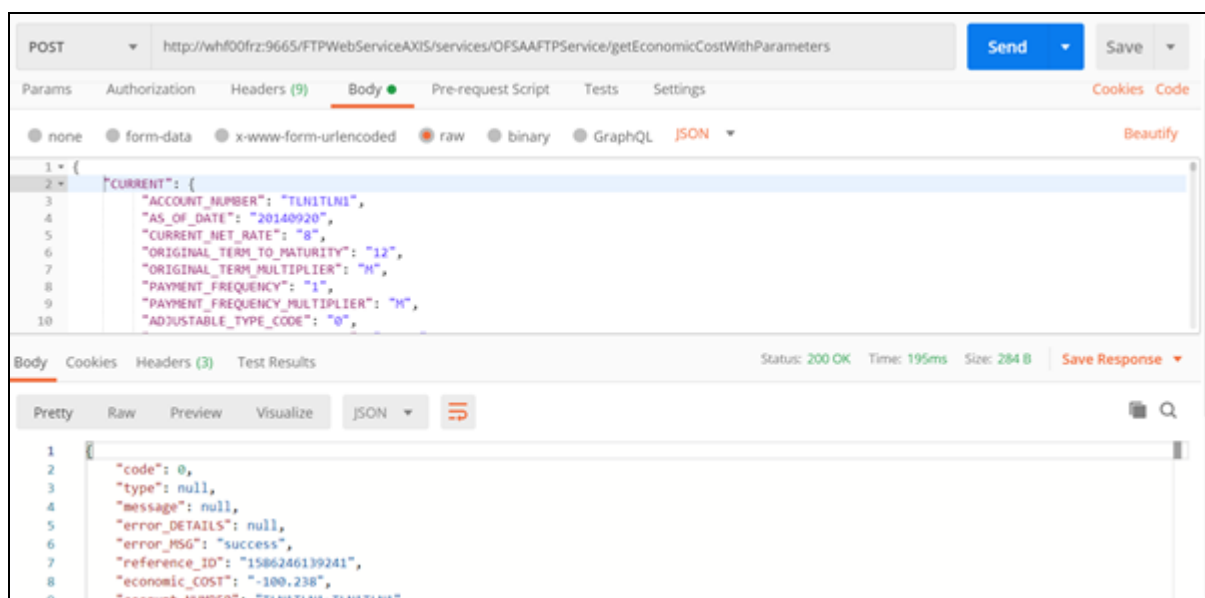 POST http://whf00frz:9665/FTPWebServiceAXIS/services/OFSAAFTPService/getEconomicCostWithParameters Send Save
Params Authorization Headers (9) Body Pre-request Script Tests Settings Cookies Code
none form-data x-www-form-urlencoded raw binary GraphQL JSON Beautify
1 {
2 "CURRENT": {
3 "ACCOUNT_NUMBER": "TLN1TLN1",
4 "AS_OF_DATE": "20140920",
5 "CURRENT_NET_RATE": "8",
6 "ORIGINAL_TERM_TO_MATURITY": "12",
7 "ORIGINAL_TERM_MULTIPLIER": "M",
8 "PAYMENT_FREQUENCY": "1",
9 "PAYMENT_FREQUENCY_MULTIPLIER": "M",
10 "ADJUSTABLE_TYPE_CODE": "0",
Body Cookies Headers (3) Test Results Status: 200 OK Time: 195ms Size: 284 B Save Response
Pretty Raw Preview Visualize JSON
1 {
2 "code": 0,
3 "type": null,
4 "message": null,
5 "error_DETAILS": null,
6 "error_MSG": "success",
7 "reference_ID": "1586246139241",
8 "economic_COST": "-100.238",